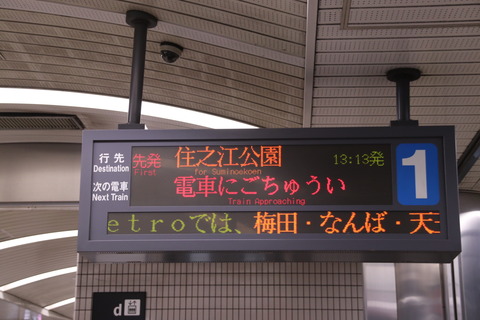 行先 先発 住之江公園 13:13発 1
Destination First for Suminoekoen
次の電車 電車にごちゅうい
Next Train Train Approaching
etroでは、梅田・なんば・天王
d